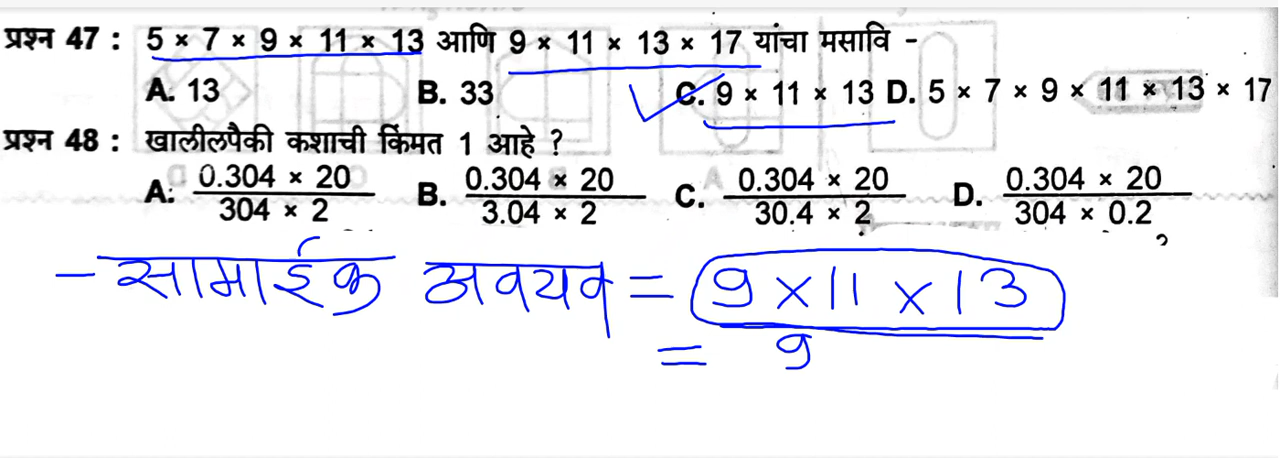 प्रश्न 47 : 5 × 7 × 9 × 11 × 13 आणि 9 × 11 × 13 × 17 यांचा मसावि -
A. 13 B. 33 C. 9 × 11 × 13 D. 5 × 7 × 9 × 11 × 13 × 17
प्रश्न 48 : खालीलपैकी कशाची किंमत 1 आहे ?
A: 0.304 × 20 / 304 × 2 B. 0.304 × 20 / 3.04 × 2 C. 0.304 × 20 / 30.4 × 2 D. 0.304 × 20 / 304 × 0.2
- सामाईक अवयव = 9 × 11 × 13
= 9